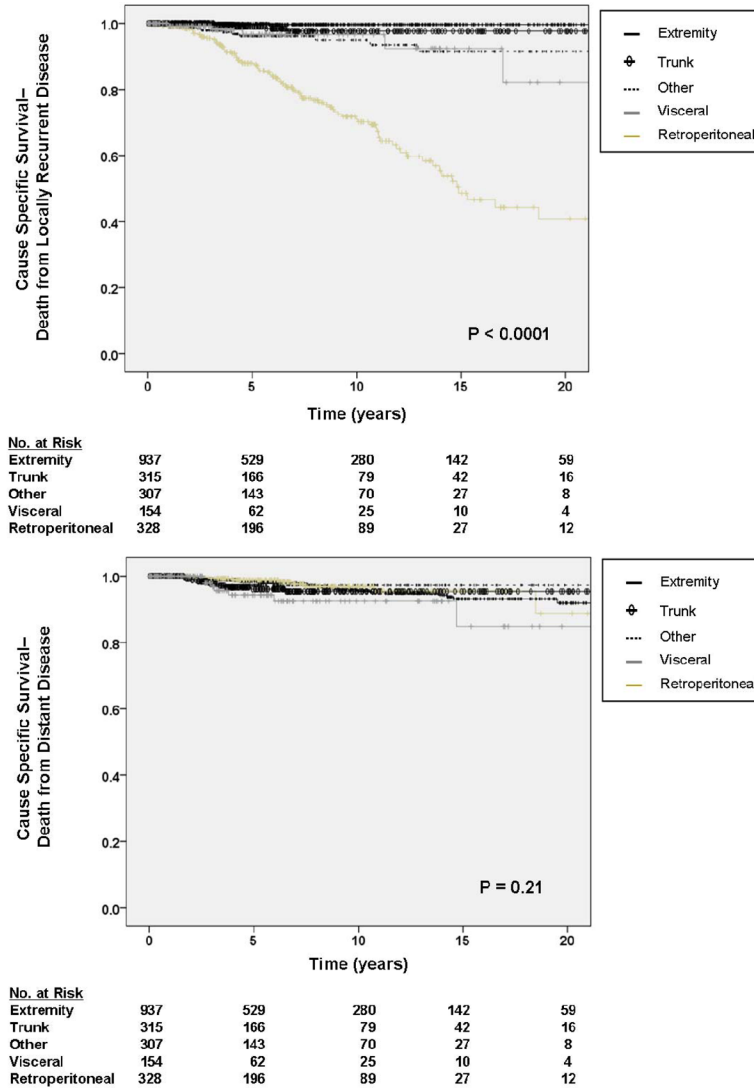 Cause Specific Survival–
Death from Locally Recurrent Disease
1.0
0.8
0.6
0.4
0.2
0.0
P < 0.0001
0 5 10 15 20
Time (years)
Extremity
Trunk
Other
Visceral
Retroperitoneal
No. at Risk
Extremity 937 529 280 142 59
Trunk 315 166 79 42 16
Other 307 143 70 27 8
Visceral 154 62 25 10 4
Retroperitoneal 328 196 89 27 12
Cause Specific Survival–
Death from Distant Disease
1.0
0.8
0.6
0.4
0.2
0.0
P = 0.21
0 5 10 15 20
Time (years)
Extremity
Trunk
Other
Visceral
Retroperitoneal
No. at Risk
Extremity 937 529 280 142 59
Trunk 315 166 79 42 16
Other 307 143 70 27 8
Visceral 154 62 25 10 4
Retroperitoneal 328 196 89 27 12